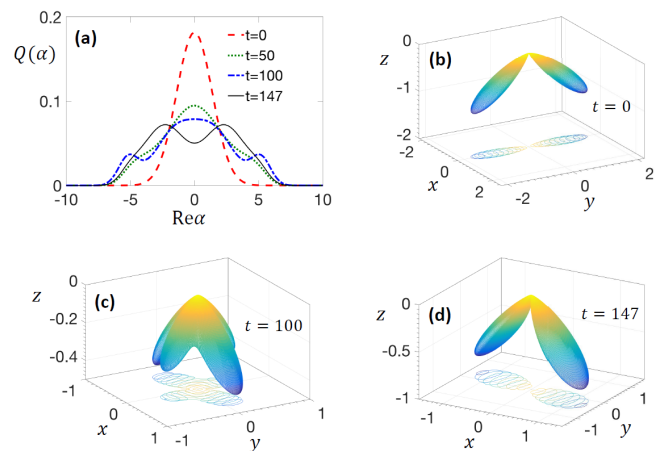 (a)
Q(α)
0.2
0.1
0
-10 -5 0 5 10
Reα
t=0
t=50
t=100
t=147
(b)
t = 0
z
0
-1
-2
-2
0
2
x
-2
0
2
y
(c)
t = 100
z
0
-0.2
-0.4
-1
0
1
x
-1
0
1
y
(d)
t = 147
z
0
-0.5
-1
-1
0
1
x
-1
0
1
y